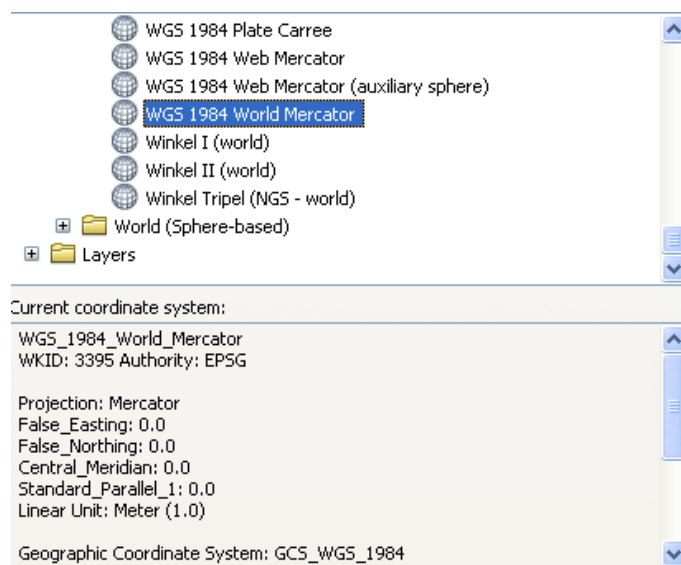 WGS 1984 Plate Carree
WGS 1984 Web Mercator
WGS 1984 Web Mercator (auxiliary sphere)
WGS 1984 World Mercator
Winkel I (world)
Winkel II (world)
Winkel Tripel (NGS - world)
World (Sphere-based)
Layers
Current coordinate system:
WGS_1984_World_Mercator
WKID: 3395 Authority: EPSG
Projection: Mercator
False_Easting: 0.0
False_Northing: 0.0
Central_Meridian: 0.0
Standard_Parallel_1: 0.0
Linear Unit: Meter (1.0)
Geographic Coordinate System: GCS_WGS_1984